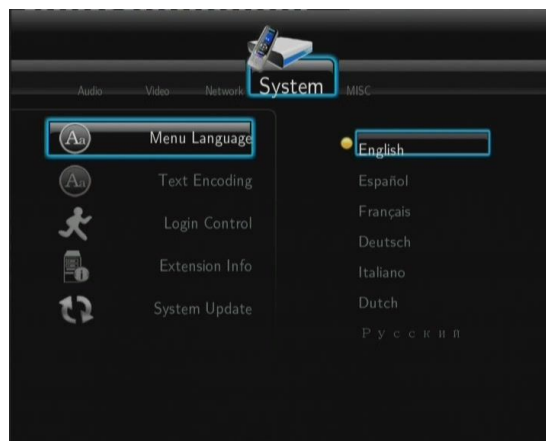 Audio Video Network System MISC
Menu Language
Text Encoding
Login Control
Extension Info
System Update
English
Español
Français
Deutsch
Italiano
Dutch
Русский